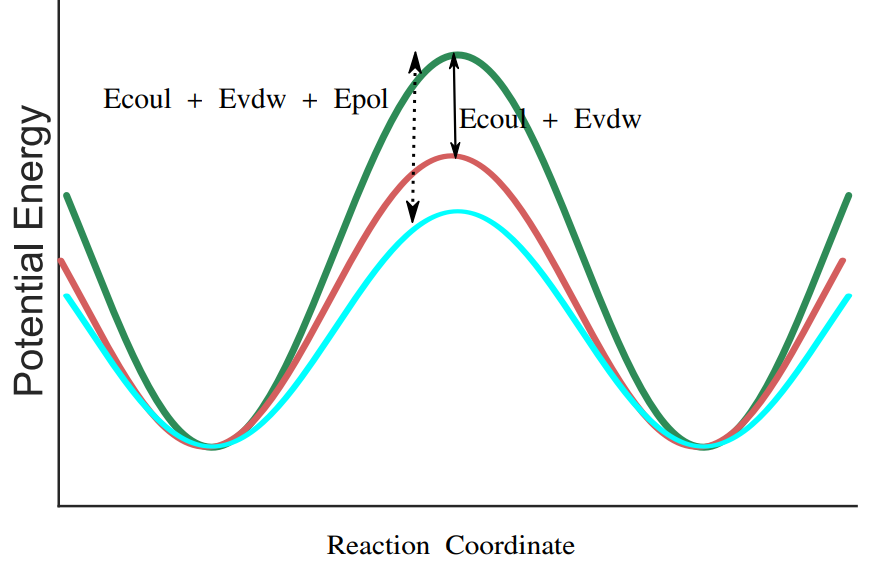 Ecoul + Evdw + Epol
Ecoul + Evdw
Potential Energy
Reaction Coordinate